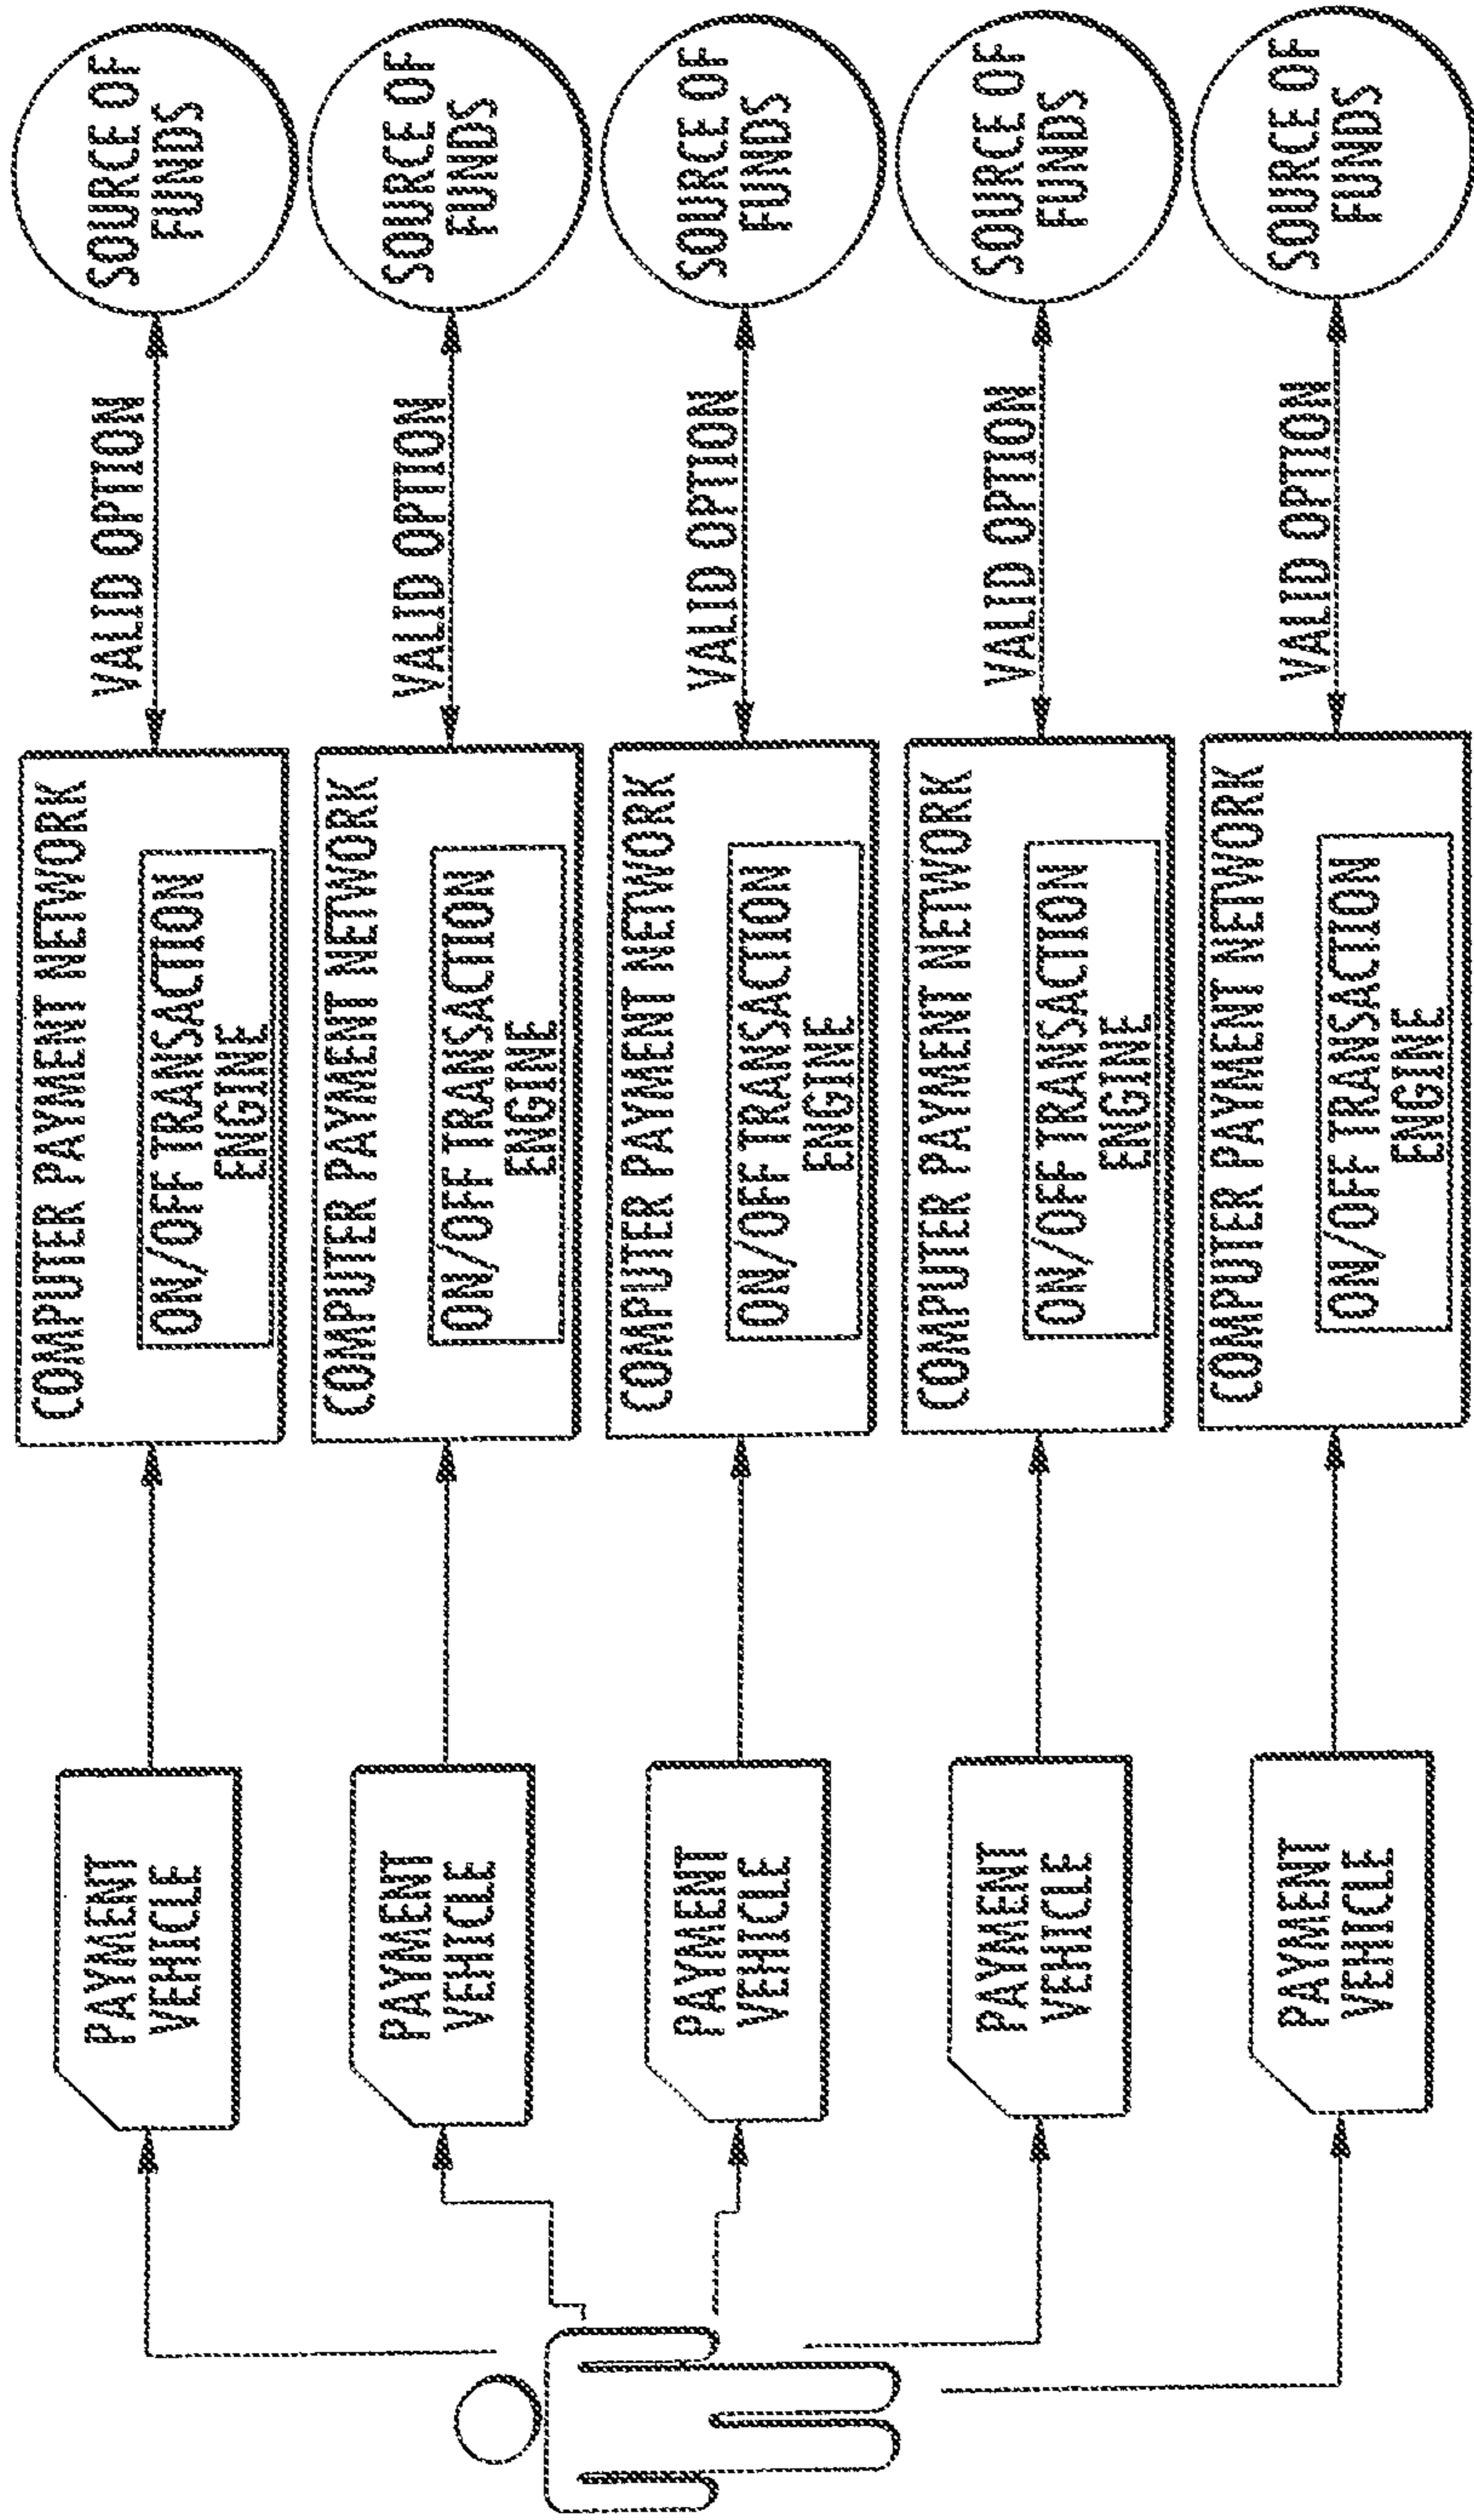 PAYMENT
VEHICLE
COMPUTER PAYMENT NETWORK
ON/OFF TRANSACTION
ENGINE
VALID OPTION
SOURCE OF
FUNDS
PAYMENT
VEHICLE
COMPUTER PAYMENT NETWORK
ON/OFF TRANSACTION
ENGINE
VALID OPTION
SOURCE OF
FUNDS
PAYMENT
VEHICLE
COMPUTER PAYMENT NETWORK
ON/OFF TRANSACTION
ENGINE
VALID OPTION
SOURCE OF
FUNDS
PAYMENT
VEHICLE
COMPUTER PAYMENT NETWORK
ON/OFF TRANSACTION
ENGINE
VALID OPTION
SOURCE OF
FUNDS
PAYMENT
VEHICLE
COMPUTER PAYMENT NETWORK
ON/OFF TRANSACTION
ENGINE
VALID OPTION
SOURCE OF
FUNDS